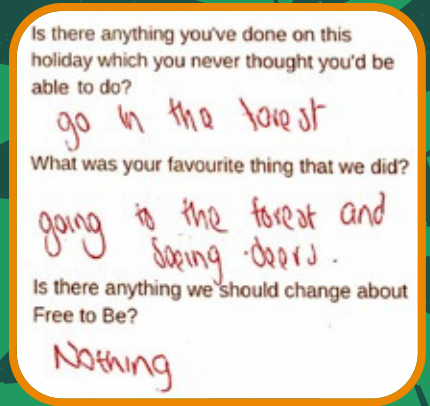 Is there anything you've done on this
holiday which you never thought you'd be
able to do?
go in the forest
What was your favourite thing that we did?
going to the forest and
seeing deers.
Is there anything we should change about
Free to Be?
Nothing